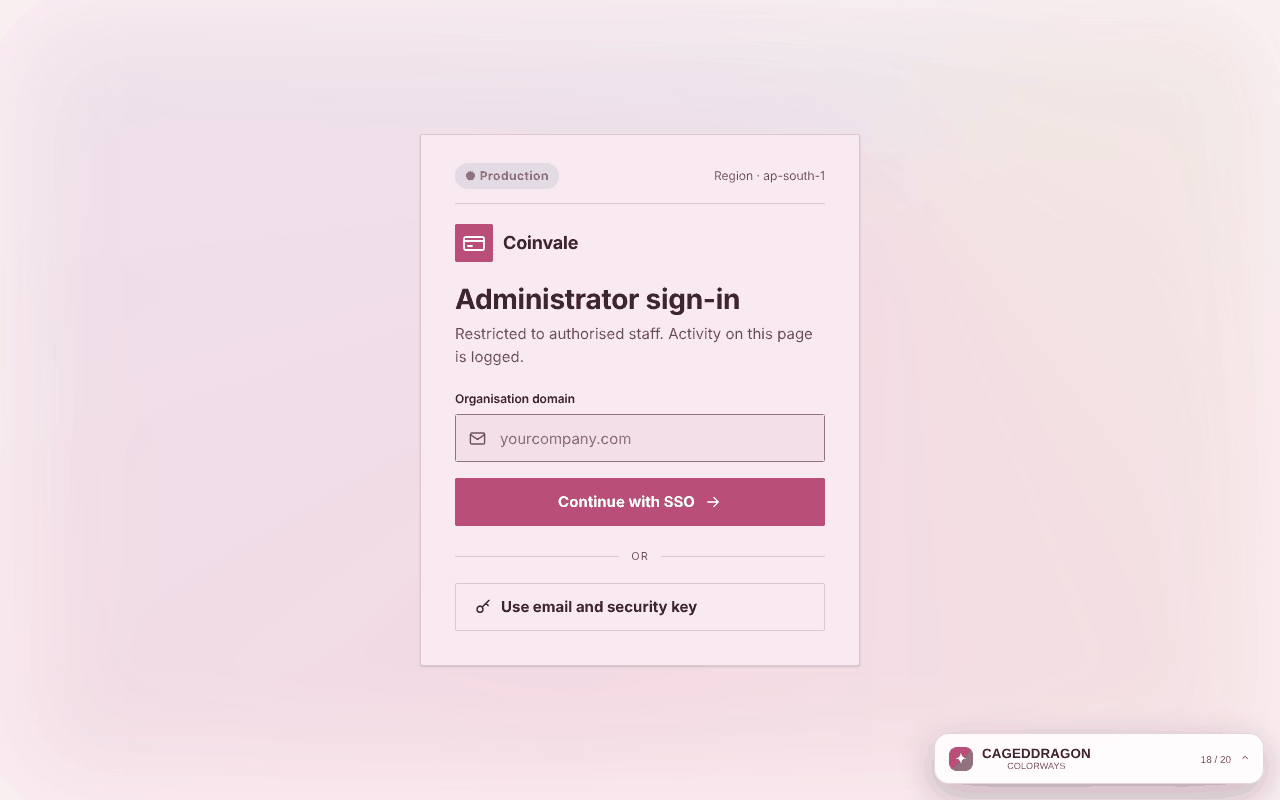 Production
Region · ap-south-1
Coinvale
Administrator sign-in
Restricted to authorised staff. Activity on this page
is logged.
Organisation domain
yourcompany.com
Continue with SSO →
OR
Use email and security key
CAGEDDRAGON
COLORWAYS
18 / 20